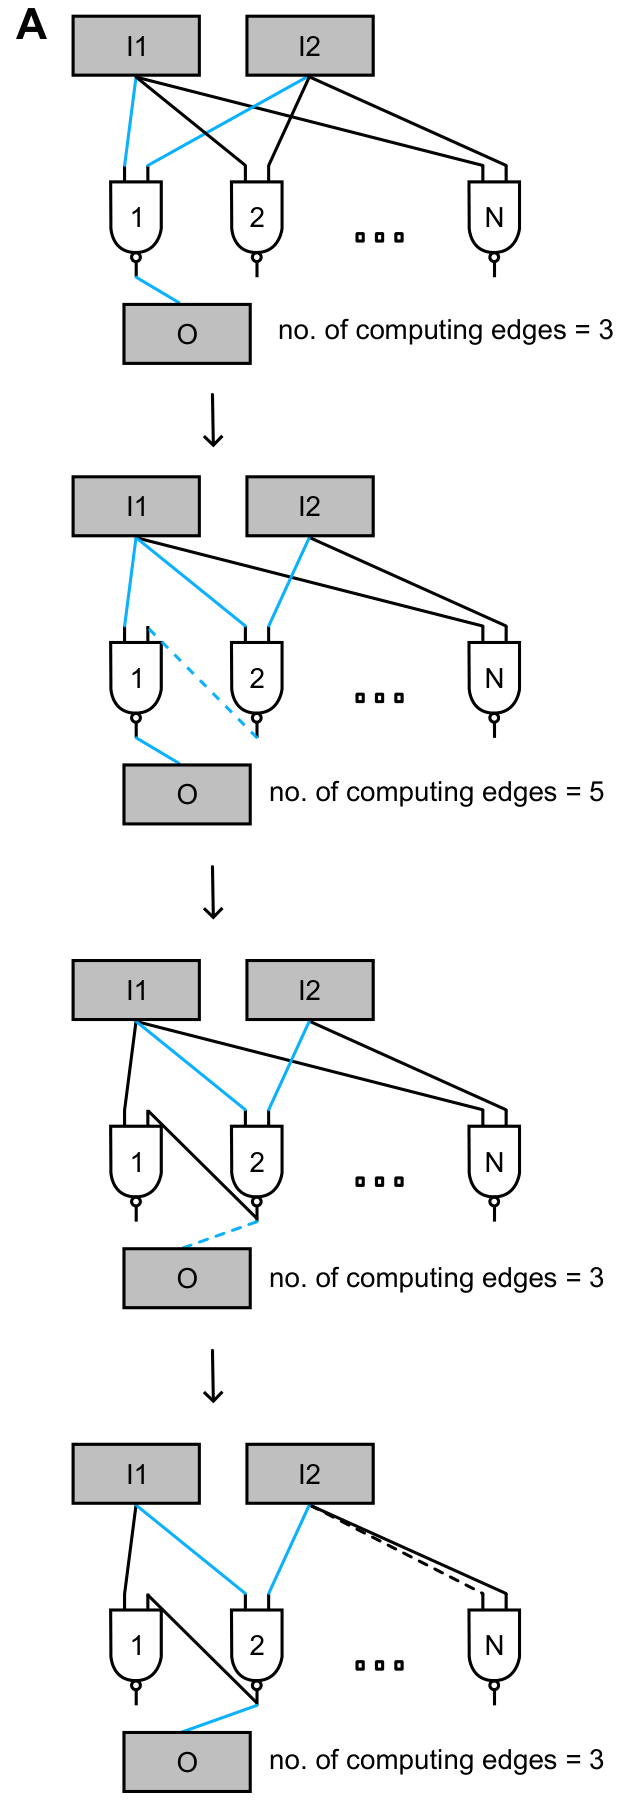 A
I1 I2
1 2 N
O no. of computing edges = 3
I1 I2
1 2 N
O no. of computing edges = 5
I1 I2
1 2 N
O no. of computing edges = 3
I1 I2
1 2 N
O no. of computing edges = 3